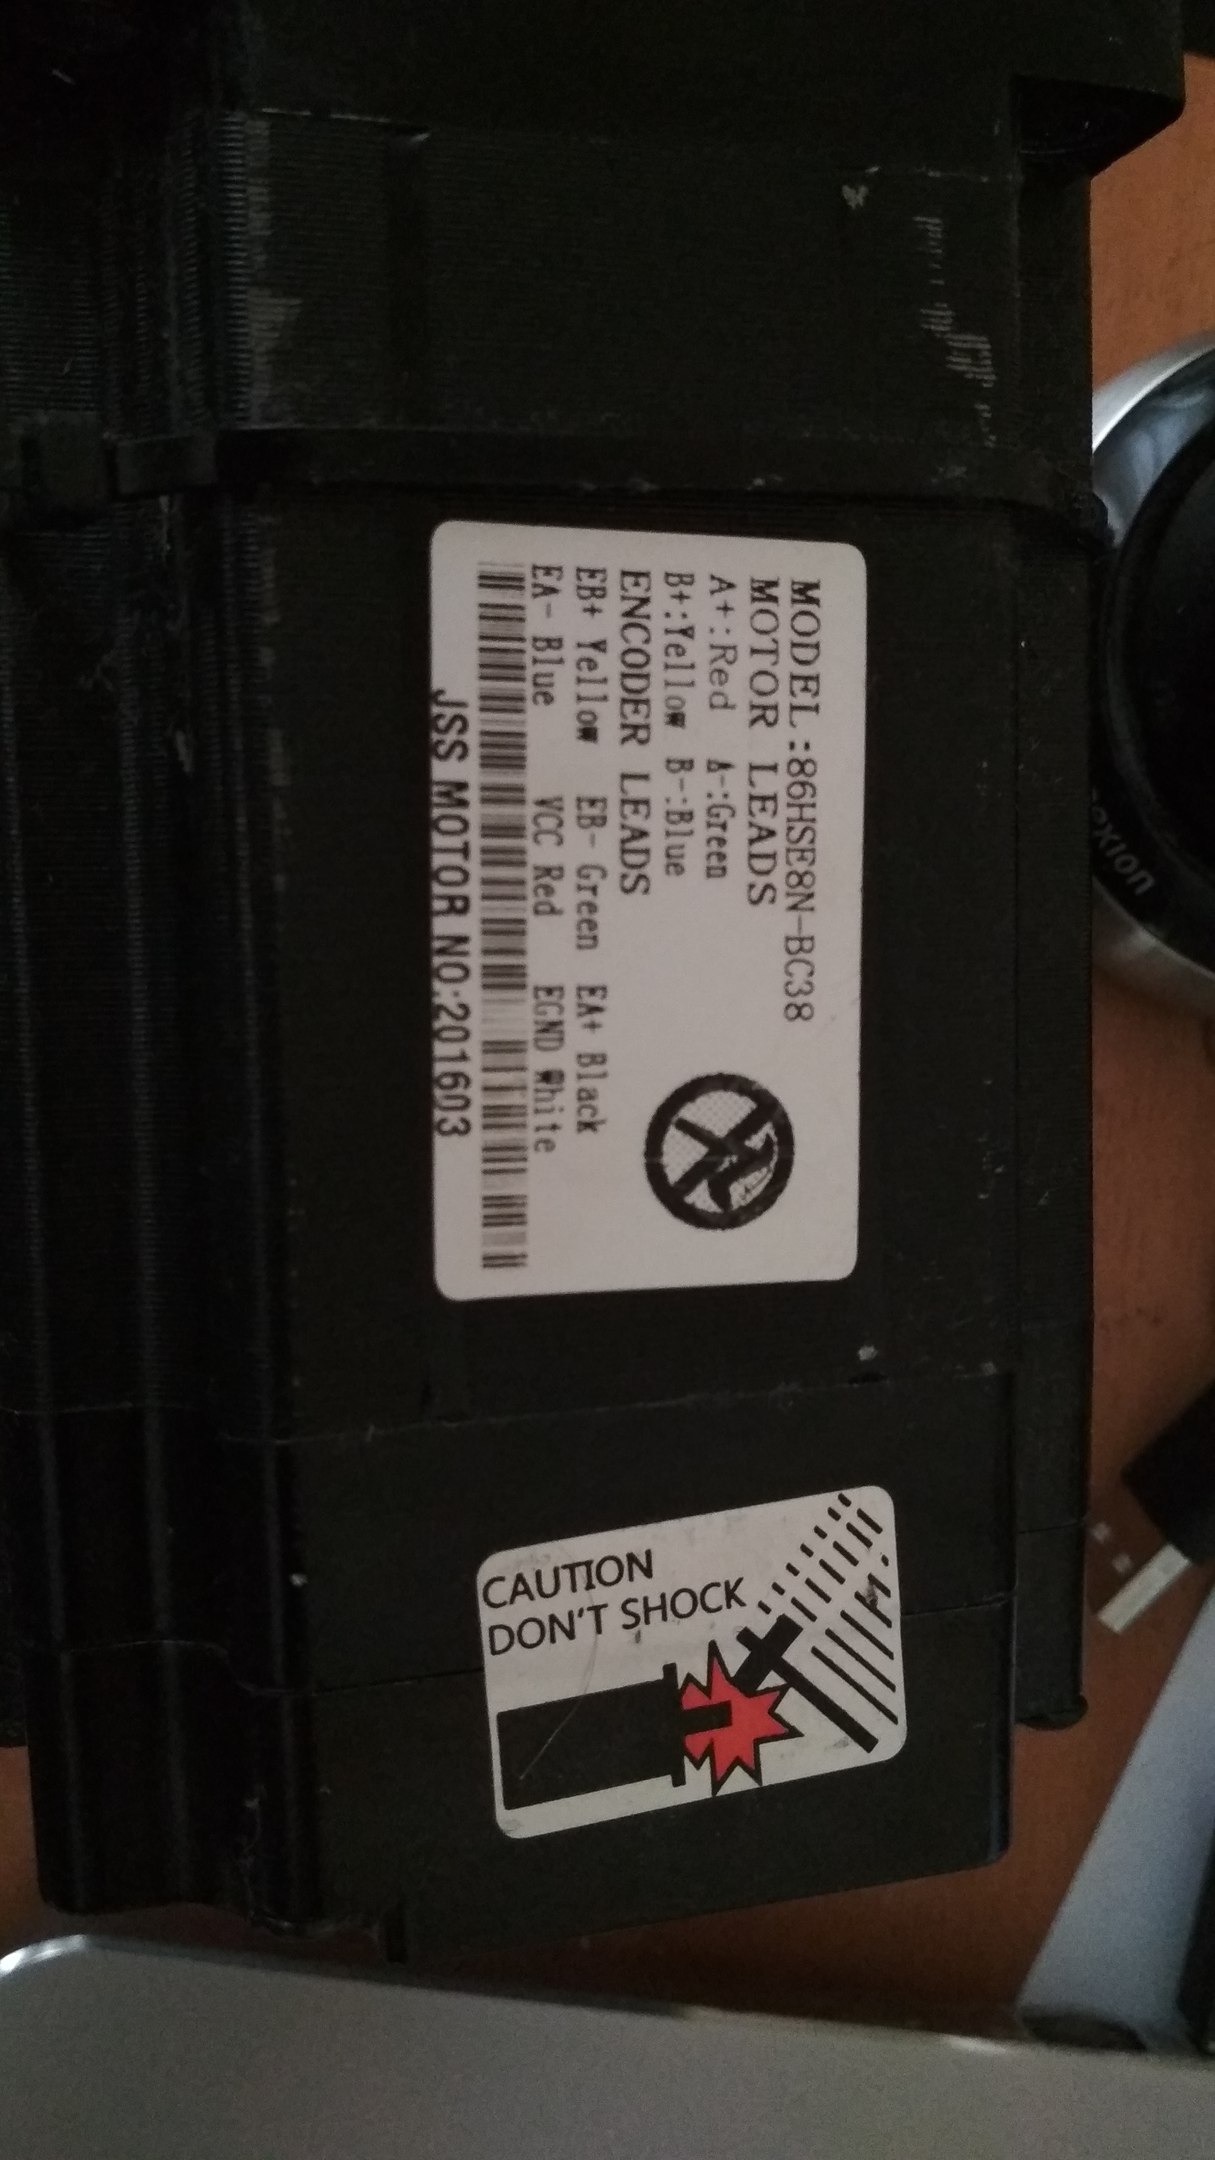 MODEL:86HSE8N-BC38
MOTOR LEADS
A+:Red A-:Green
B+:Yellow B-:Blue
ENCODER LEADS
EB+ Yellow EB- Green EA+ Black
EA- Blue VCC Red EGND White
JSS MOTOR NO:201603
CAUTION
DON'T SHOCK